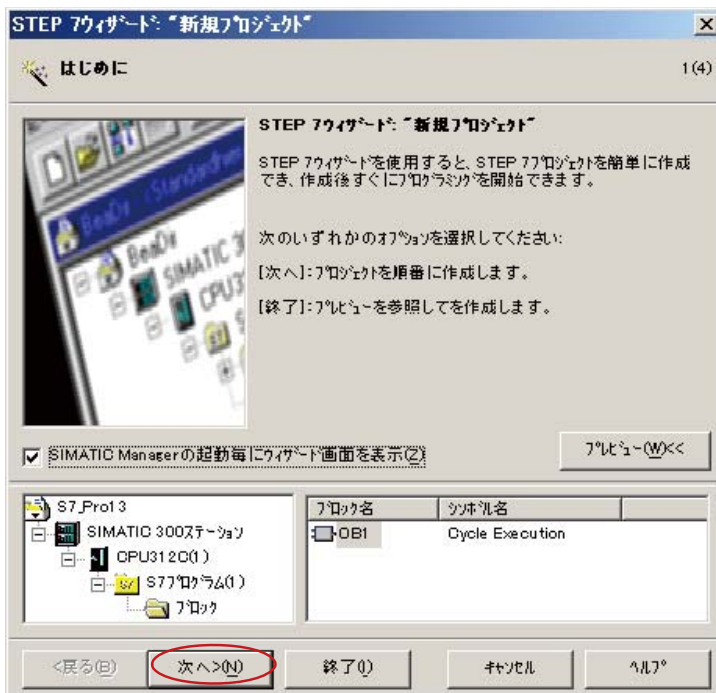 STEP 7ウィザード: "新規プロジェクト"
はじめに
1(4)
STEP 7ウィザード: "新規プロジェクト"
STEP 7ウィザードを使用すると、STEP 7プロジェクトを簡単に作成
でき、作成後すぐにプログラミングを開始できます。
次のいずれかのオプションを選択してください:
[次へ]:プロジェクトを順番に作成します。
[終了]:プレビューを参照してを作成します。
BeaDir
SIMATIC 3
CPU3
SIMATIC Managerの起動毎にウィザード画面を表示(Z)
プレビュー(W)<<
S7_Pro13
SIMATIC 300ステーション
CPU312C(1)
S7プログラム(1)
ブロック
ブロック名 シンボル名
OB1 Cycle Execution
<戻る(B) 次へ>(N) 終了() キャンセル ヘルプ